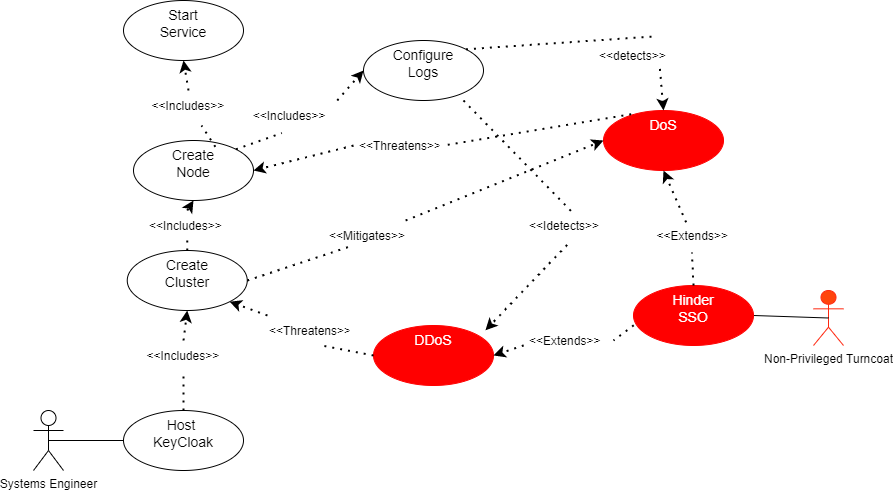 Start
Service
Configure
Logs
<<detects>>
<<Includes>>
<<Includes>>
DoS
<<Threatens>>
Create
Node
<<Includes>>
<<Mitigates>>
<<Idetects>>
<<Extends>>
Create
Cluster
Hinder
SSO
<<Threatens>>
DDoS
<<Extends>>
<<Includes>>
Non-Privileged Turncoat
Host
KeyCloak
Systems Engineer